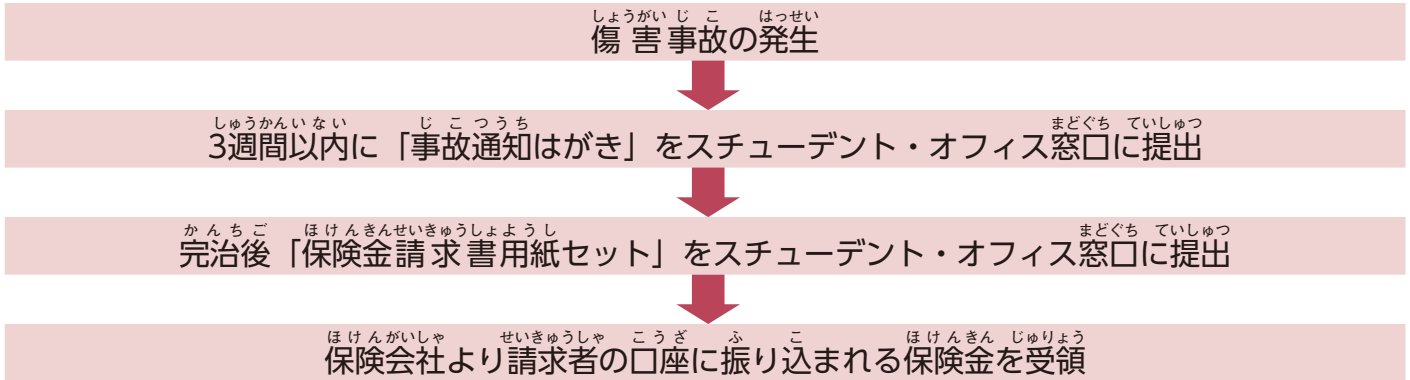 しょうがいじこ はっせい
傷害事故の発生
しゅうかんいない じこつうち まどぐち ていしゅつ
3週間以内に「事故通知はがき」をスチューデント・オフィス窓口に提出
かんちご ほけんきんせいきゅうしょようし まどぐち ていしゅつ
完治後「保険金請求書用紙セット」をスチューデント・オフィス窓口に提出
ほけんがいしゃ せいきゅうしゃ こうざ ふ こ ほけんきん じゅりょう
保険会社より請求者の口座に振り込まれる保険金を受領